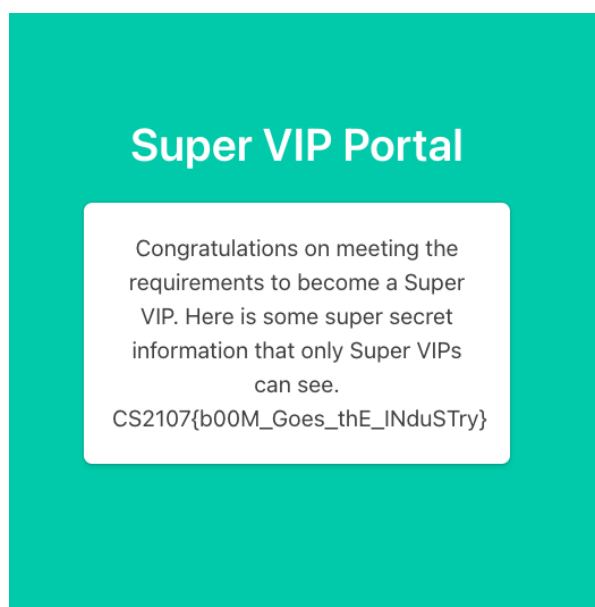 Super VIP Portal
Congratulations on meeting the
requirements to become a Super
VIP. Here is some super secret
information that only Super VIPs
can see.
CS2107{b00M_Goes_thE_INduSTry}